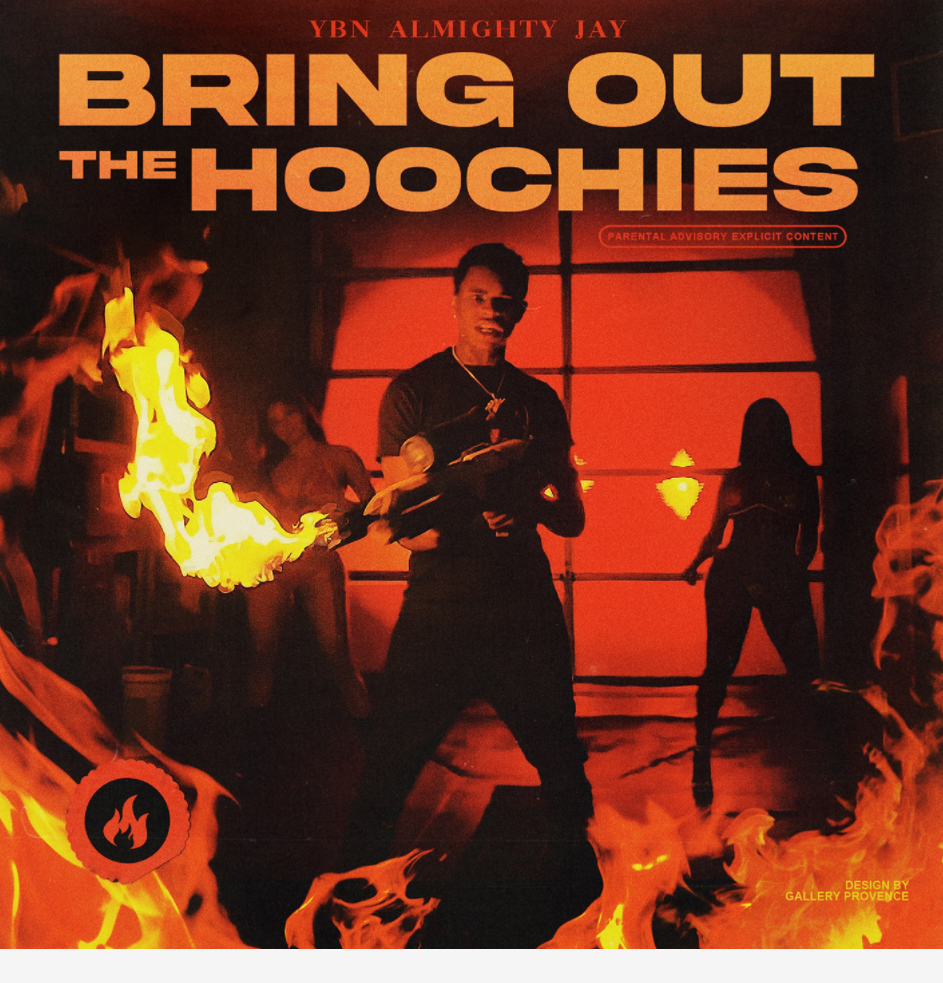 YBN ALMIGHTY JAY
BRING OUT
THE HOOCHIES
PARENTAL ADVISORY EXPLICIT CONTENT
DESIGN BY
GALLERY PROVENCE